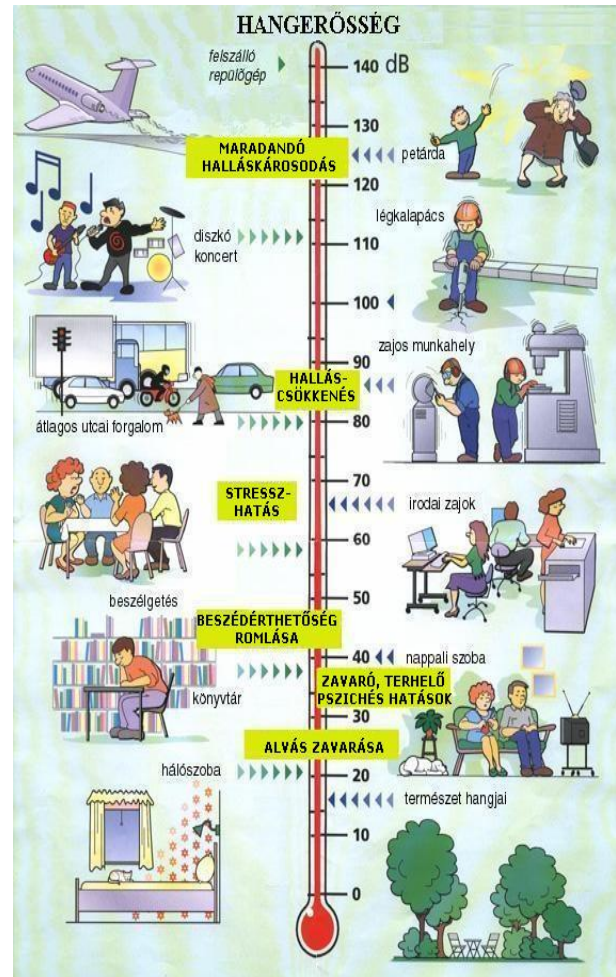 HANGERŐSSÉG
felszálló
repülőgép
140 dB
130
MARADANDÓ
HALLÁSKÁROSODÁS
petárda
120
légkalapács
diszkó
koncert
110
100
zajos munkahely
90
HALLÁS-
CSÖKKENÉS
átlagos utcai forgalom
80
70
STRESSZ-
HATÁS
irodai zajok
60
50
beszélgetés
BESZÉDÉRTHETŐSÉG
ROMLÁSA
40
nappali szoba
könyvtár
ZAVARÓ, TERHELŐ
PSZICHÉS HATÁSOK
30
ALVÁS ZAVARÁSA
hálószoba
20
természet hangjai
10
0